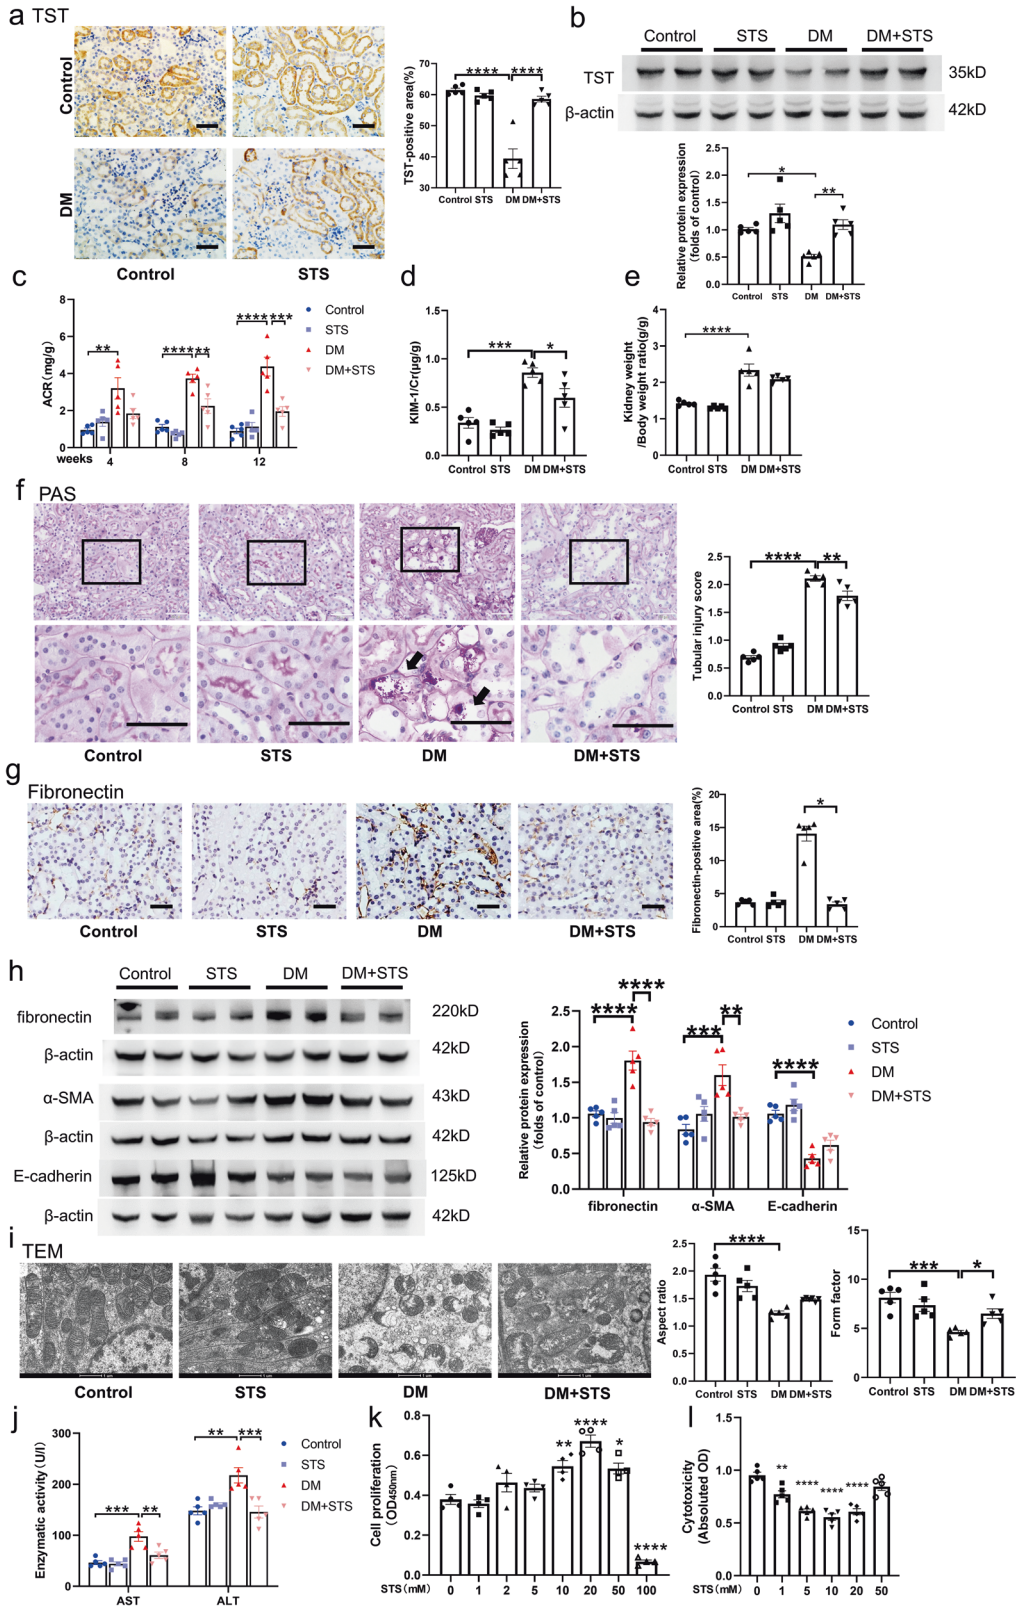 a TST
Control
DM
Control STS
TST-positive area(%)
70
60
50
40
30
**** ****
Control STS DM DM+STS
b
Control STS DM DM+STS
TST 35kD
β-actin 42kD
Relative protein expression
(folds of control)
2.5
2.0
1.5
1.0
0.5
0.0
* **
Control STS DM DM+STS
c
ACR (mg/g)
8
6
4
2
0
** **** ** **** ***
weeks 4 8 12
Control
STS
DM
DM+STS
d
KIM-1/Cr(μg/g)
1.5
1.0
0.5
0.0
*** *
Control STS DM DM+STS
e
Kidney weight
/Body weight ratio(g/g)
4
3
2
1
0
****
Control STS DM DM+STS
f PAS
Control STS DM DM+STS
Tubular injury score
2.5
2.0
1.5
1.0
0.5
0.0
**** **
Control STS DM DM+STS
g
Fibronectin
Control STS DM DM+STS
Fibronectin-positive area(%)
20
15
10
5
0
*
Control STS DM DM+STS
h
Control STS DM DM+STS
fibronectin 220kD
β-actin 42kD
α-SMA 43kD
β-actin 42kD
E-cadherin 125kD
β-actin 42kD
Relative protein expression
(folds of control)
2.5
2.0
1.5
1.0
0.5
0.0
**** **** *** ** ****
fibronectin α-SMA E-cadherin
Control
STS
DM
DM+STS
i TEM
1 μm 1 μm 1 μm 1 μm
Control STS DM DM+STS
Aspect ratio
2.5
2.0
1.5
1.0
0.5
0.0
****
Control STS DM DM+STS
Form factor
15
10
5
0
*** *
Control STS DM DM+STS
j
Enzymatic activity (U/l)
300
200
100
0
*** ** ** ***
AST ALT
Control
STS
DM
DM+STS
k
Cell proliferation
(OD450nm)
0.8
0.6
0.4
0.2
0.0
** **** * ****
STS(mM) 0 1 2 5 10 20 50 100
l
Cytotoxicity
(Absoluted OD)
1.5
1.0
0.5
0.0
** **** **** ****
STS(mM) 0 1 5 10 20 50